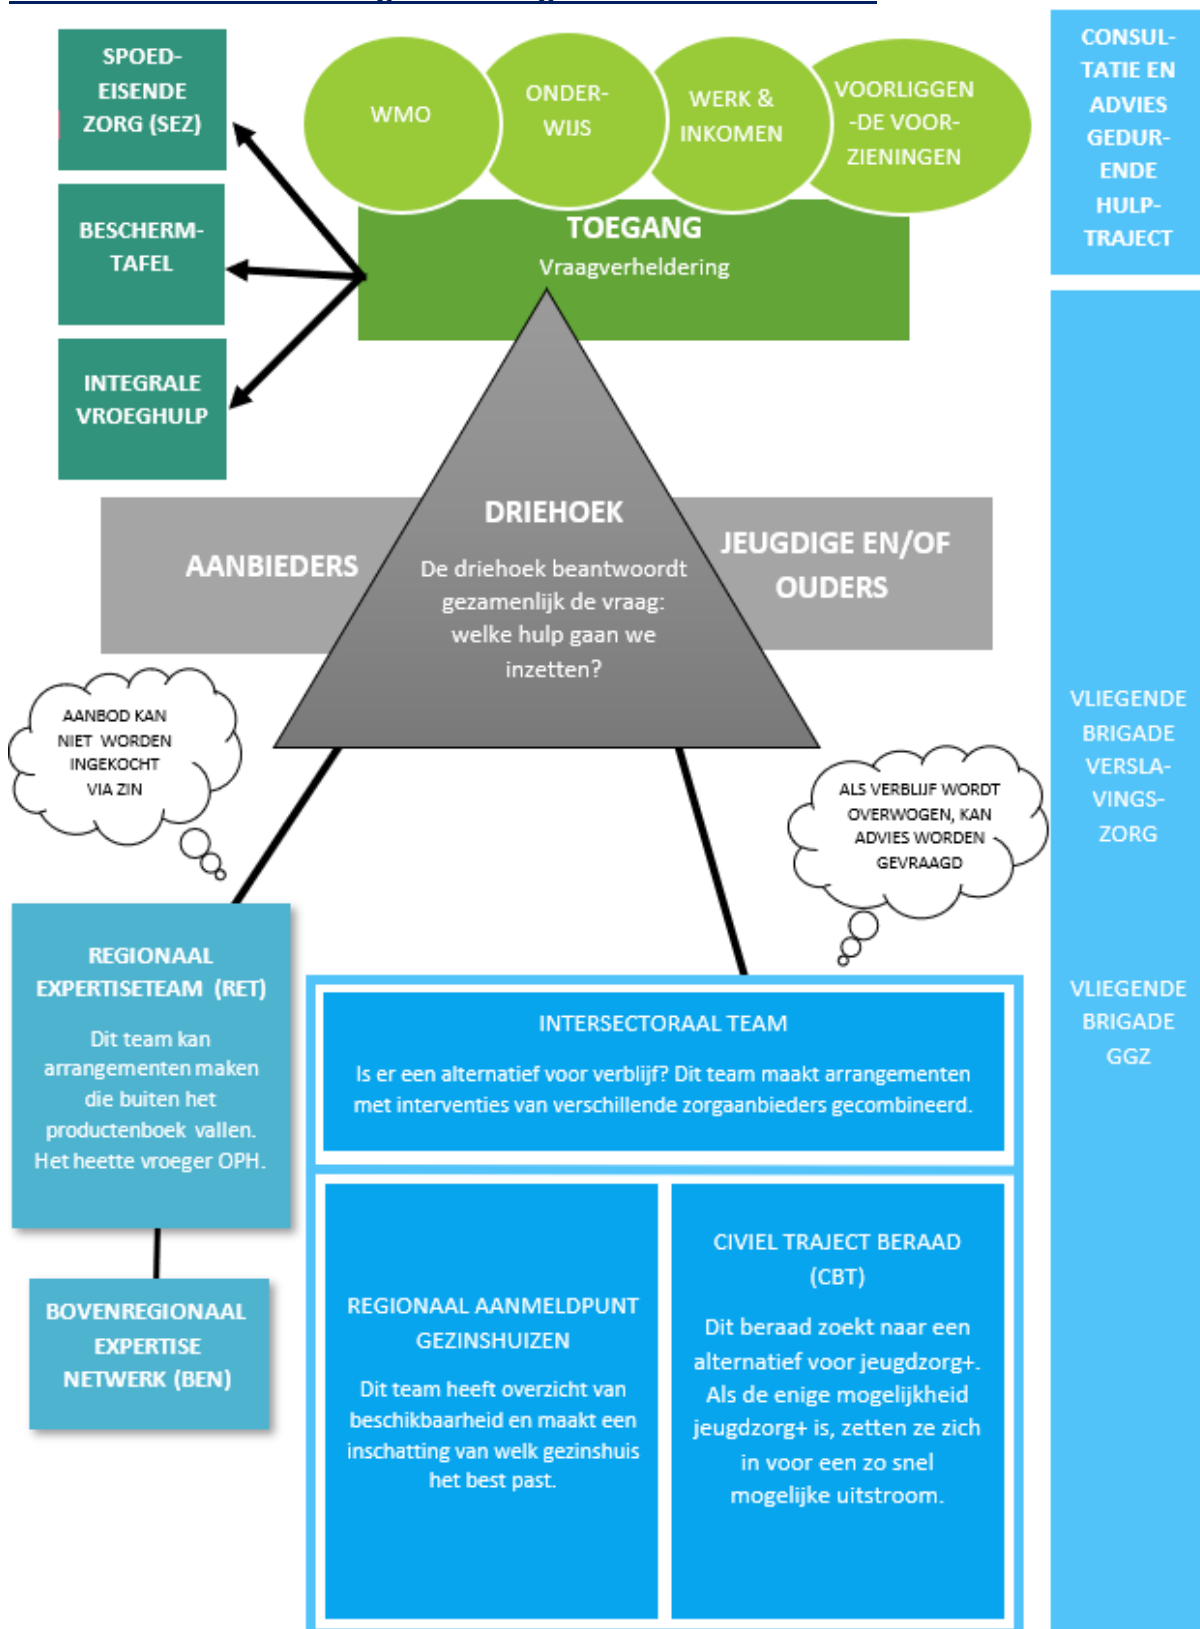 SPOED-
EISENDE
ZORG (SEZ)
BESCHERM-
TAFEL
INTEGRALE
VROEGHULP
WMO
ONDER-
WIJS
WERK &
INKOMEN
VOORLIGGEN
-DE VOOR-
ZIENINGEN
TOEGANG
Vraagverheldering
CONSUL-
TATIE EN
ADVIES
GEDUR-
ENDE
HULP-
TRAJECT
AANBIEDERS
DRIEHOEK
De driehoek beantwoordt
gezamenlijk de vraag:
welke hulp gaan we
inzetten?
JEUGDIGE EN/OF
OUDERS
AANBOD KAN
NIET WORDEN
INGEKOCHT
VIA ZIN
ALS VERBLIJF WORDT
OVERWOGEN, KAN
ADVIES WORDEN
GEVRAAGD
VLIEGENDE
BRIGADE
VERSLA-
VINGS-
ZORG
VLIEGENDE
BRIGADE
GGZ
REGIONAAL
EXPERTISETEAM (RET)
Dit team kan
arrangementen maken
die buiten het
productenboek vallen.
Het heette vroeger OPH.
BOVENREGIONAAL
EXPERTISE
NETWERK (BEN)
INTERSECTORAAL TEAM
Is er een alternatief voor verblijf? Dit team maakt arrangementen
met interventies van verschillende zorgaanbieders gecombineerd.
REGIONAAL AANMELDPUNT
GEZINSHUIZEN
Dit team heeft overzicht van
beschikbaarheid en maakt een
inschatting van welk gezinshuis
het best past.
CIVIEL TRAJECT BERAAD
(CBT)
Dit beraad zoekt naar een
alternatief voor jeugdzorg+.
Als de enige mogelijkheid
jeugdzorg+ is, zetten ze zich
in voor een zo snel
mogelijke uitstroom.